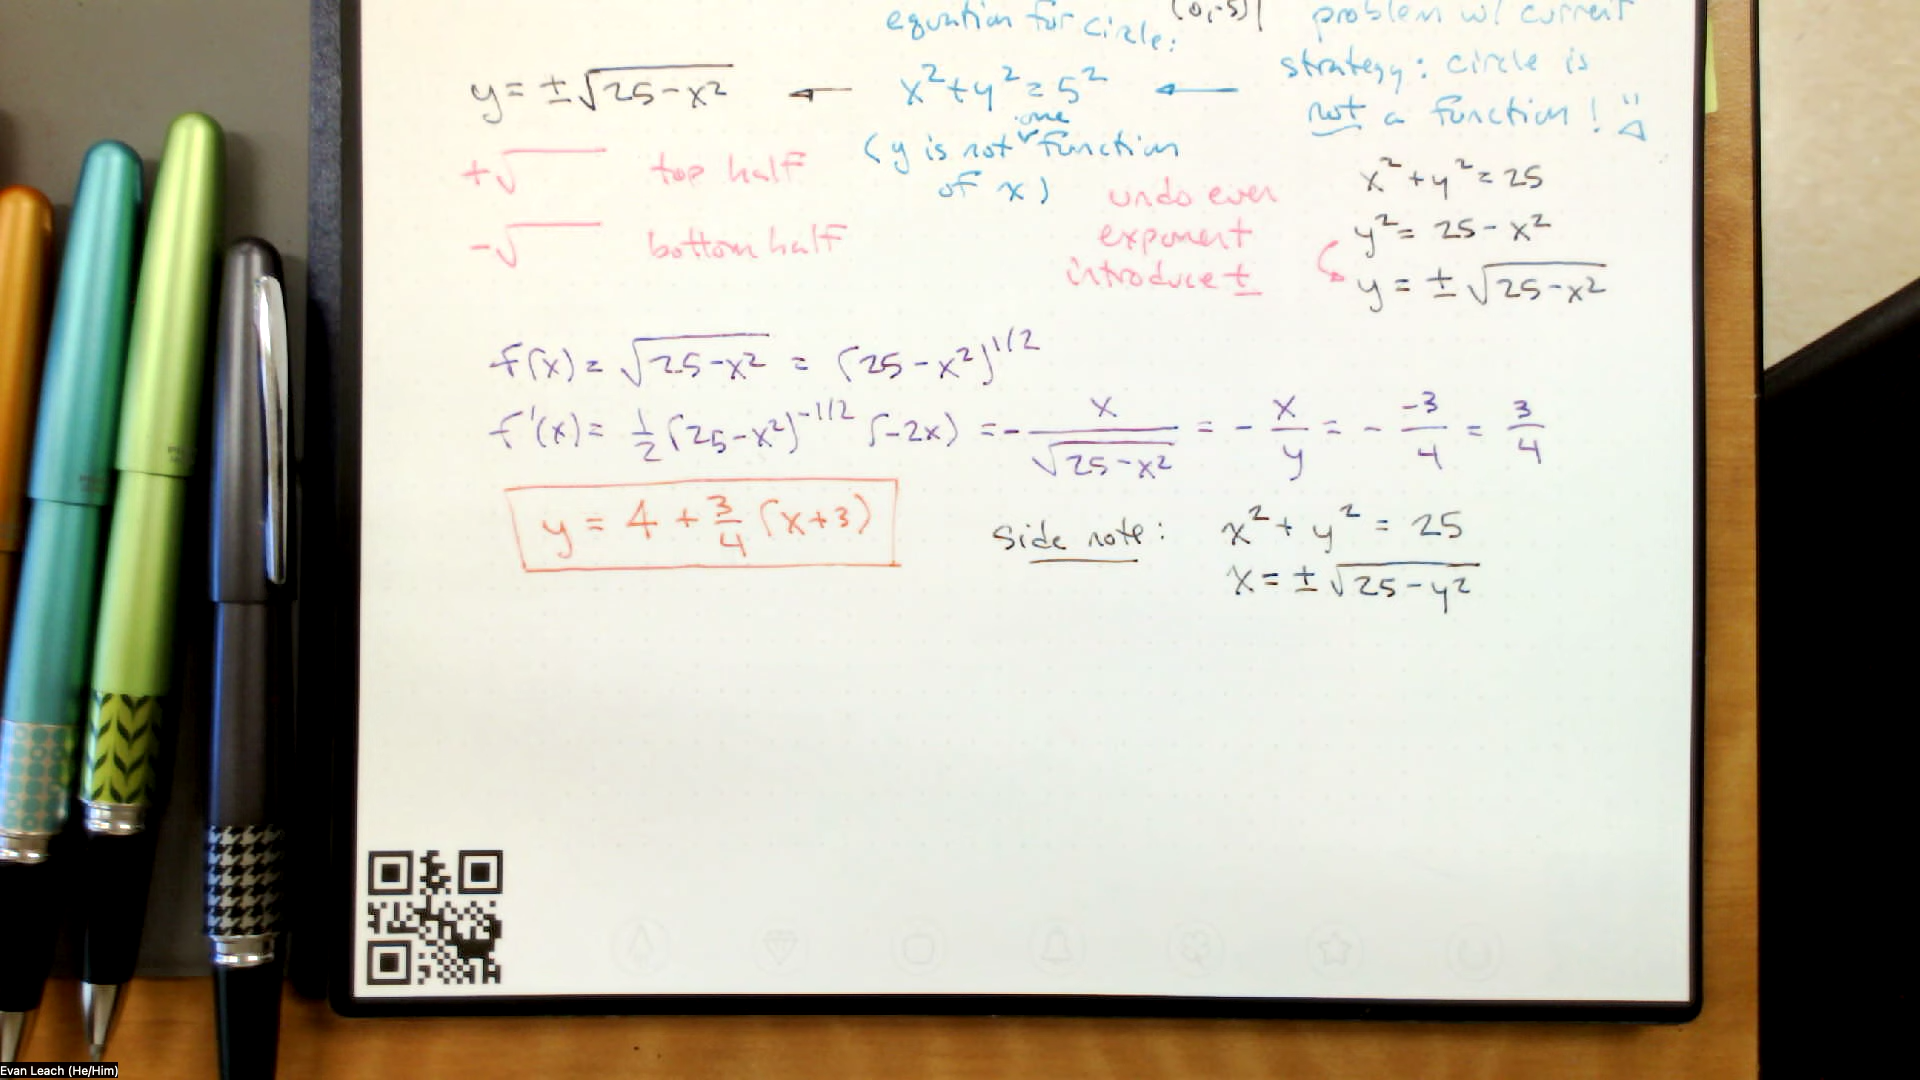 equation for circle:
(0,-5)
problem w/ current
strategy: circle is
not a function!
y = ±√25-x²
x²+y²=5²
(y is not one function
of x)
+√ top half
-√ bottom half
undo even
exponent
introduce ±
x²+y²=25
y²= 25-x²
y = ±√25-x²
f(x) = √25-x² = (25-x²)^1/2
f'(x) = 1/2 (25-x²)^-1/2 (-2x) = - x/√25-x² = - x/y = - -3/4 = 3/4
y = 4 + 3/4 (x+3)
Side note: x²+y² = 25
x = ±√25-y²
Evan Leach (He/Him)